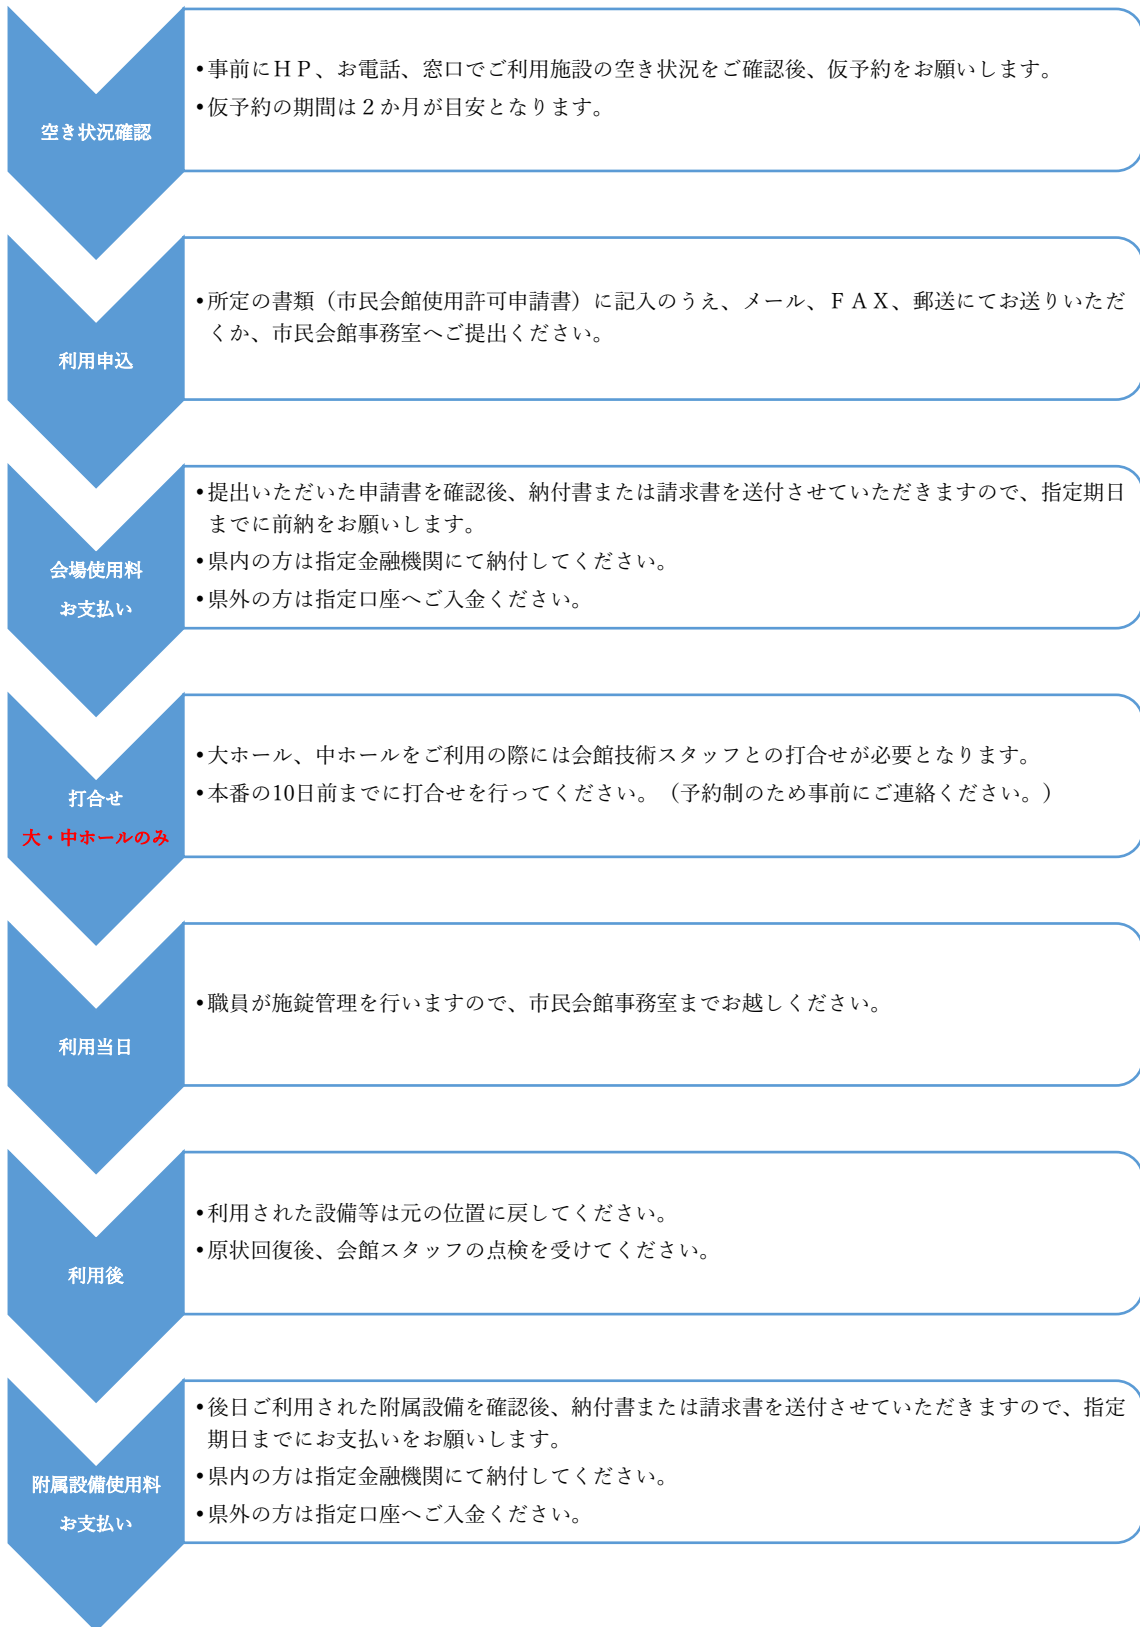 空き状況確認
•事前にＨＰ、お電話、窓口でご利用施設の空き状況をご確認後、仮予約をお願いします。
•仮予約の期間は２か月が目安となります。
利用申込
•所定の書類（市民会館使用許可申請書）に記入のうえ、メール、ＦＡＸ、郵送にてお送りいただ
くか、市民会館事務室へご提出ください。
会場使用料
お支払い
•提出いただいた申請書を確認後、納付書または請求書を送付させていただきますので、指定期日
までに前納をお願いします。
•県内の方は指定金融機関にて納付してください。
•県外の方は指定口座へご入金ください。
打合せ
大・中ホールのみ
•大ホール、中ホールをご利用の際には会館技術スタッフとの打合せが必要となります。
•本番の10日前までに打合せを行ってください。（予約制のため事前にご連絡ください。）
利用当日
•職員が施錠管理を行いますので、市民会館事務室までお越しください。
利用後
•利用された設備等は元の位置に戻してください。
•原状回復後、会館スタッフの点検を受けてください。
附属設備使用料
お支払い
•後日ご利用された附属設備を確認後、納付書または請求書を送付させていただきますので、指定
期日までにお支払いをお願いします。
•県内の方は指定金融機関にて納付してください。
•県外の方は指定口座へご入金ください。